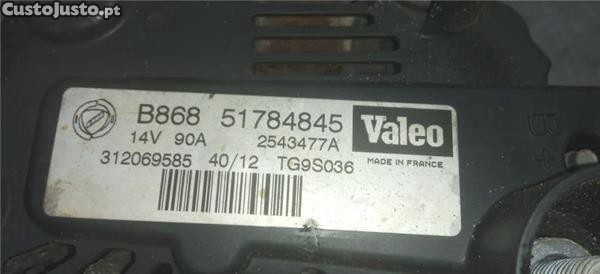 CustoJusto.pt
B868 51784845
14V 90A 2543477A
312069585 40/12 TG9S036
Valeo
MADE IN FRANCE
B+